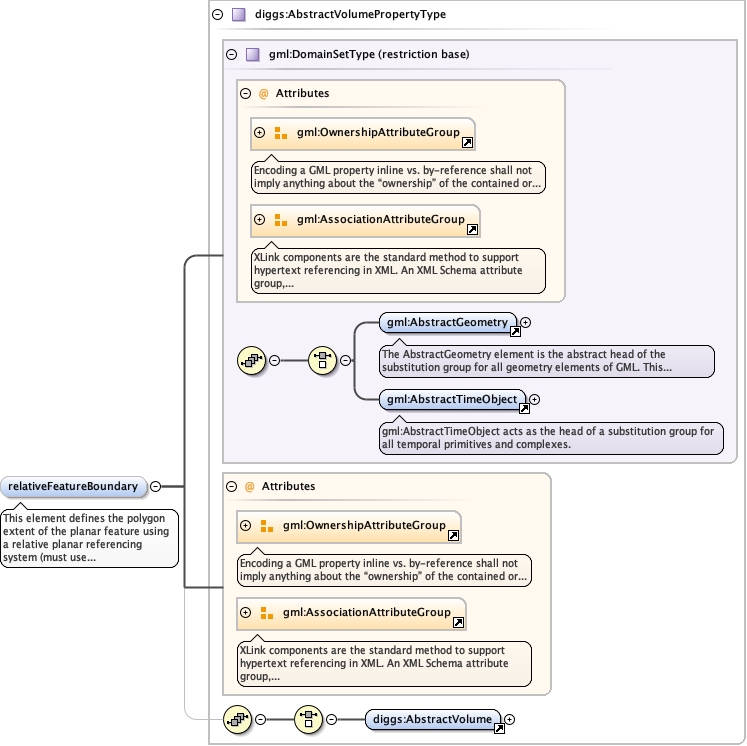 diggs:AbstractVolumePropertyType
gml:DomainSetType (restriction base)
@ Attributes
gml:OwnershipAttributeGroup
Encoding a GML property inline vs. by-reference shall not
imply anything about the “ownership” of the contained or...
gml:AssociationAttributeGroup
XLink components are the standard method to support
hypertext referencing in XML. An XML Schema attribute
group,...
gml:AbstractGeometry
The AbstractGeometry element is the abstract head of the
substitution group for all geometry elements of GML. This...
gml:AbstractTimeObject
gml:AbstractTimeObject acts as the head of a substitution group for
all temporal primitives and complexes.
relativeFeatureBoundary
This element defines the polygon
extent of the planar feature using
a relative planar referencing
system (must use...
@ Attributes
gml:OwnershipAttributeGroup
Encoding a GML property inline vs. by-reference shall not
imply anything about the “ownership” of the contained or...
gml:AssociationAttributeGroup
XLink components are the standard method to support
hypertext referencing in XML. An XML Schema attribute
group,...
diggs:AbstractVolume